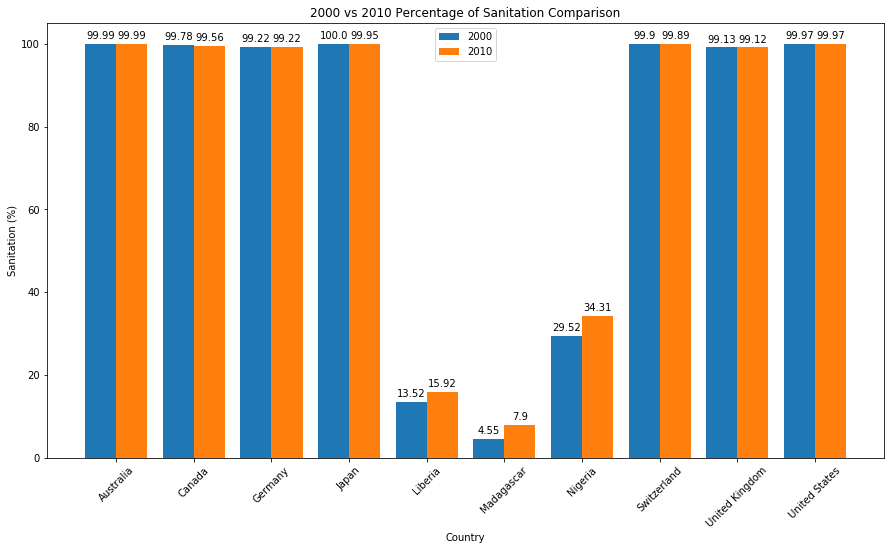 2000 vs 2010 Percentage of Sanitation Comparison
2000
2010
99.99 99.99 99.78 99.56 99.22 99.22 100.0 99.95 13.52 15.92 4.55 7.9 29.52 34.31 99.9 99.89 99.13 99.12 99.97 99.97
Sanitation (%)
100
80
60
40
20
0
Australia
Canada
Germany
Japan
Liberia
Madagascar
Nigeria
Switzerland
United Kingdom
United States
Country